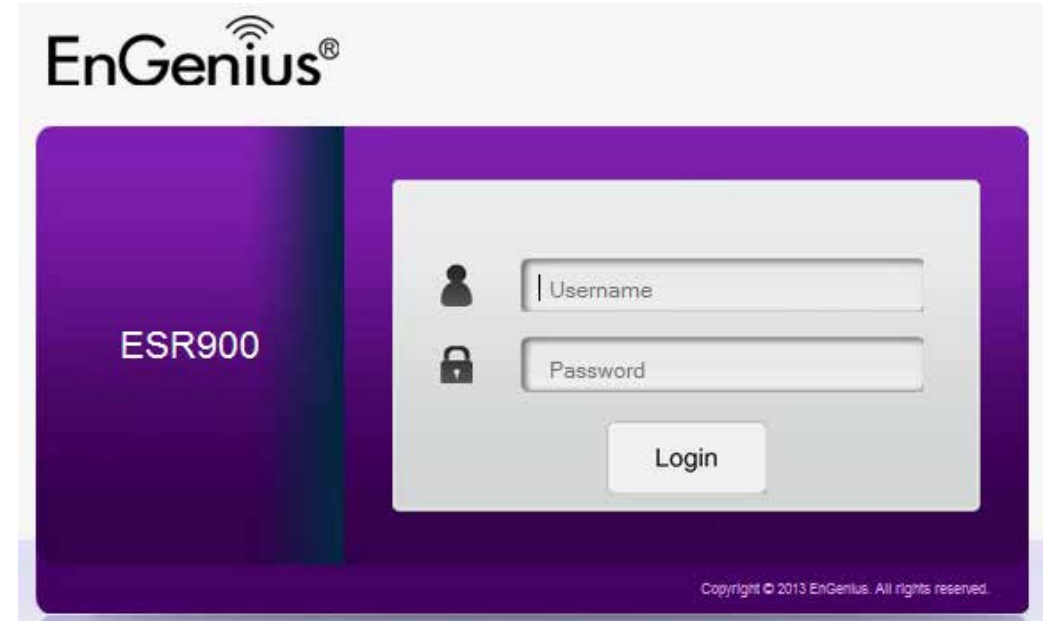 EnGenius®
ESR900
Username
Password
Login
Copyright © 2013 EnGenius. All rights reserved.